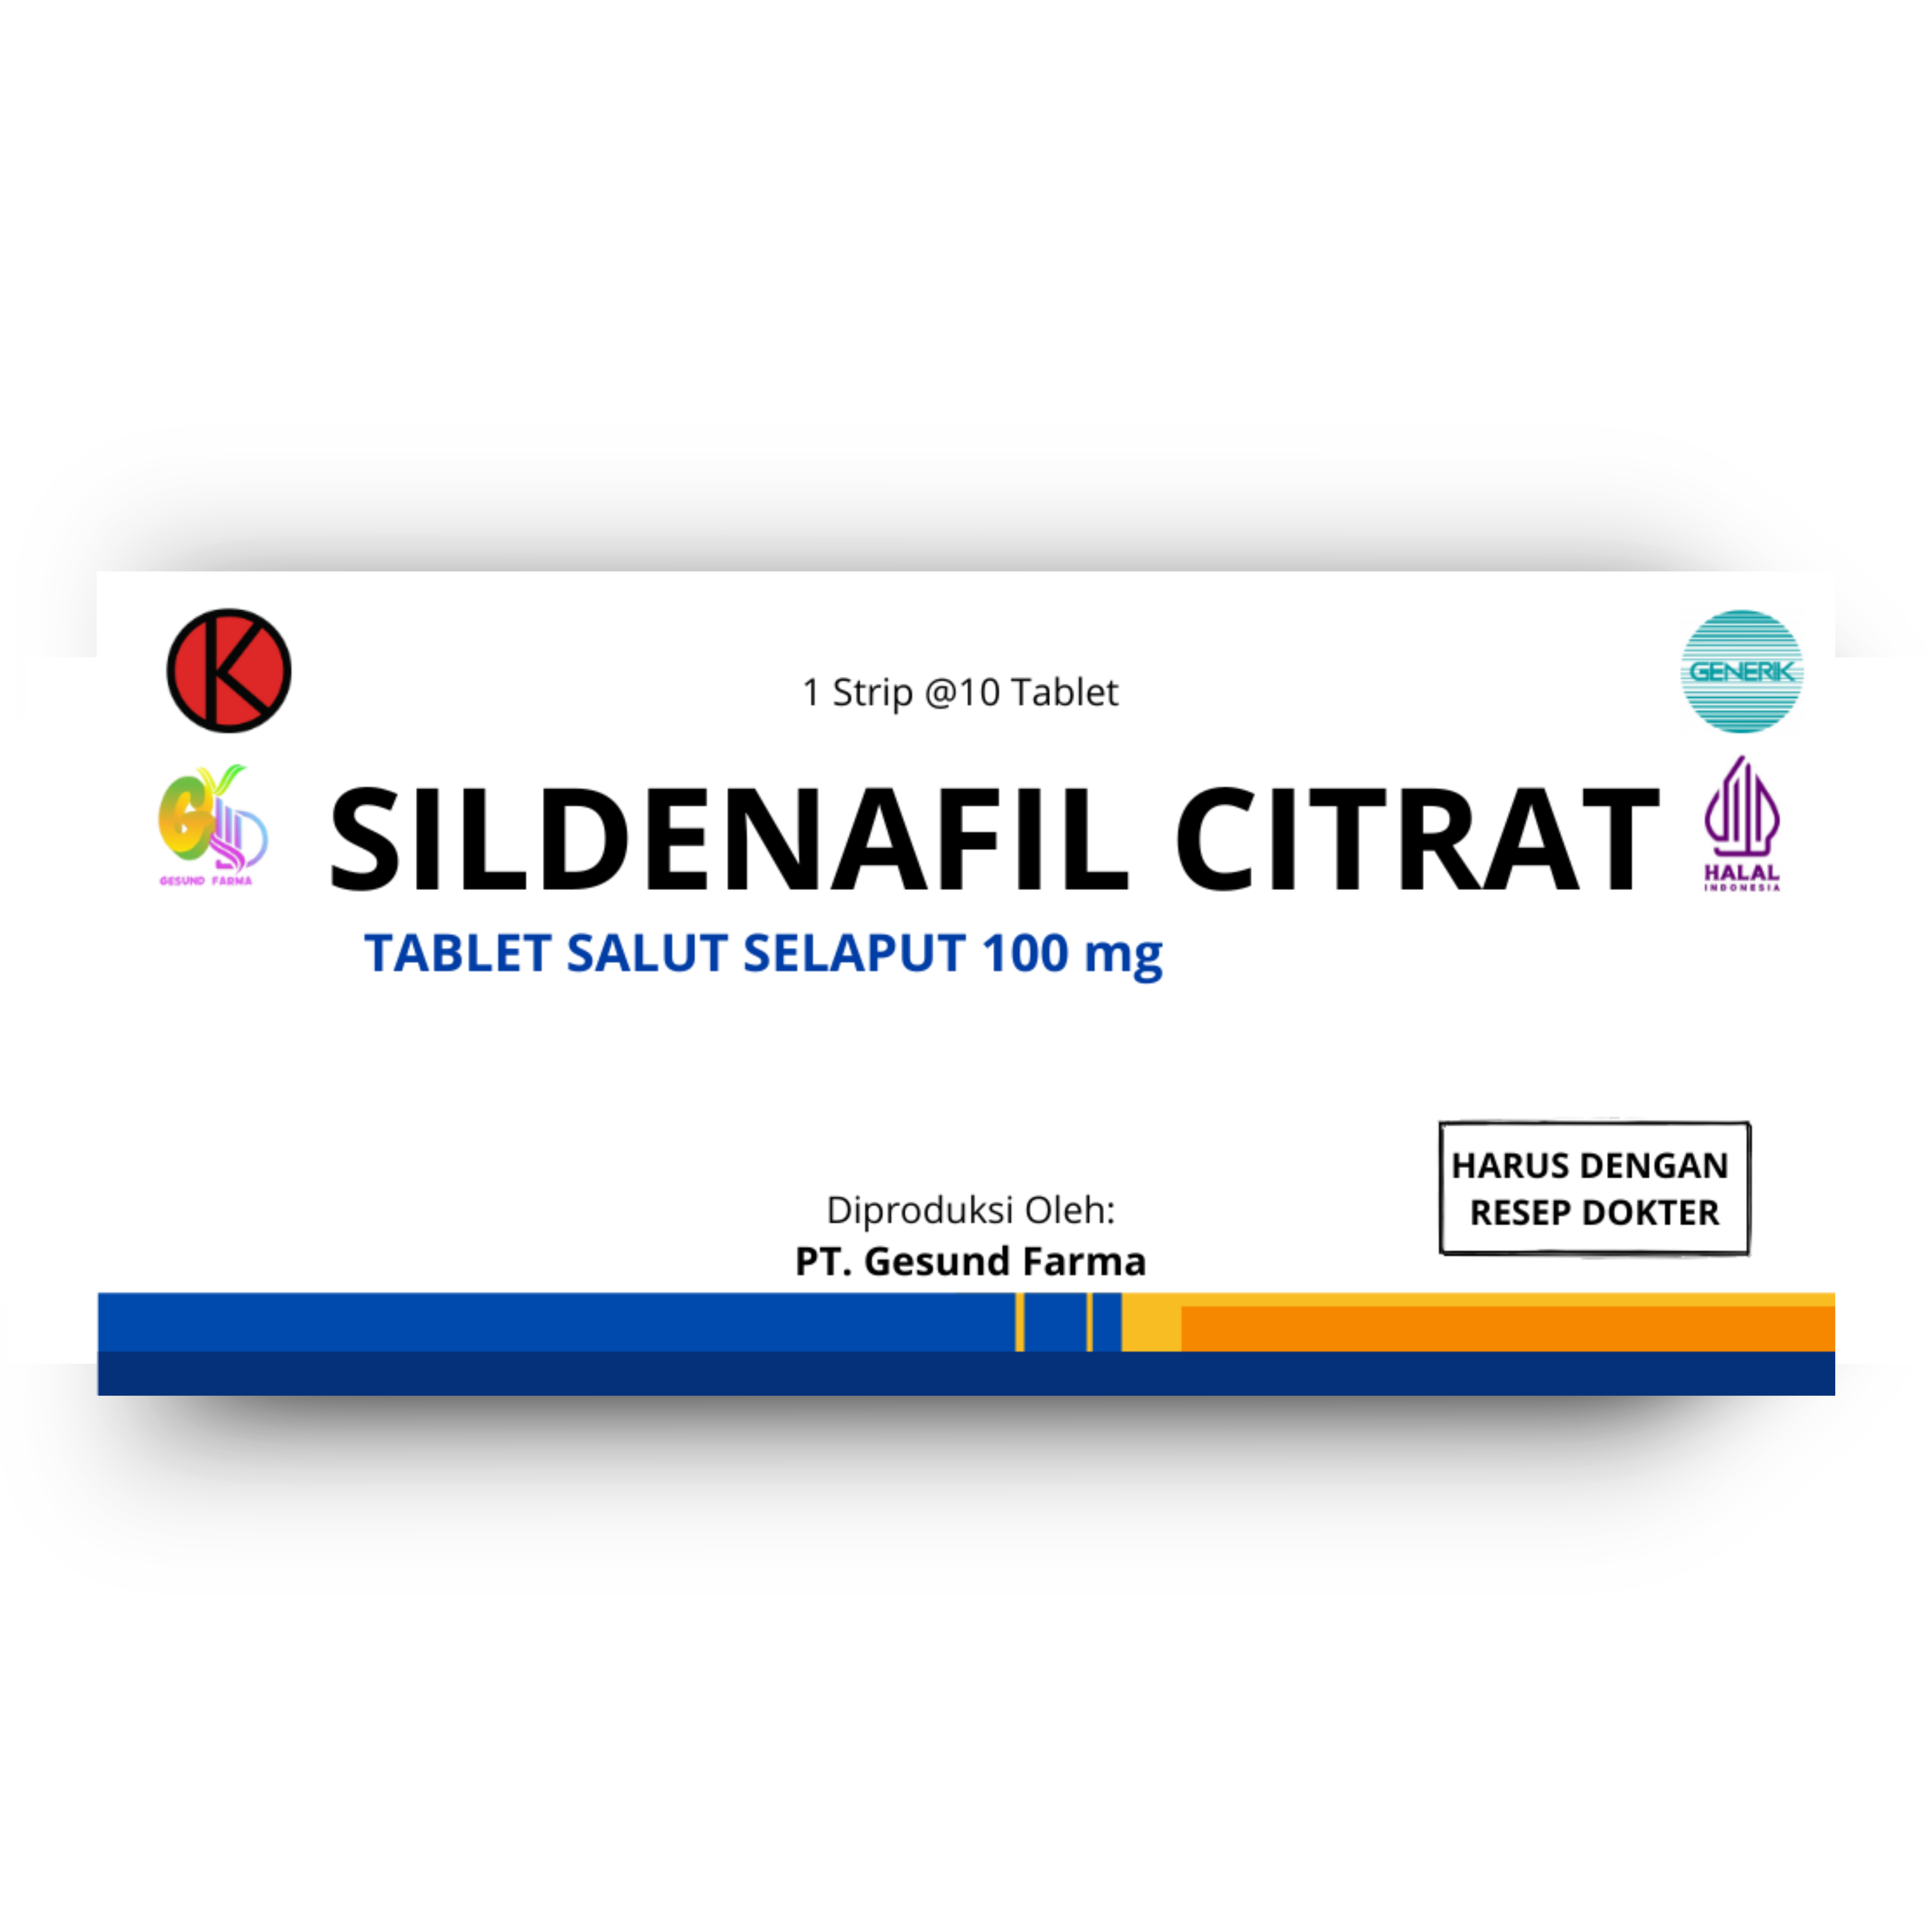 K
1 Strip @10 Tablet
GENERIK
GESUND FARMA
SILDENAFIL CITRAT
HALAL
INDONESIA
TABLET SALUT SELAPUT 100 mg
HARUS DENGAN
RESEP DOKTER
Diproduksi Oleh:
PT. Gesund Farma